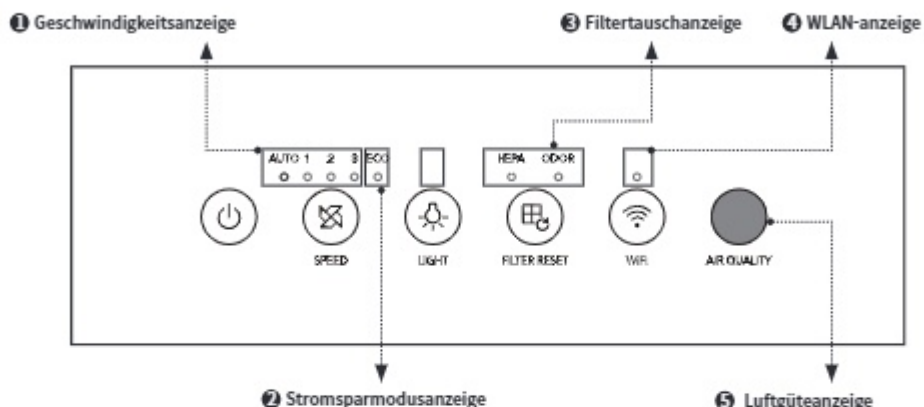 ❶ Geschwindigkeitsanzeige
❸ Filtertauschanzeige
❹ WLAN-anzeige
AUTO 1 2 3 ECO
HEPA ODOR
SPEED
LIGHT
FILTER RESET
WiFi
AIR QUALITY
❷ Stromsparmodusanzeige
❺ Luftgüteanzeige